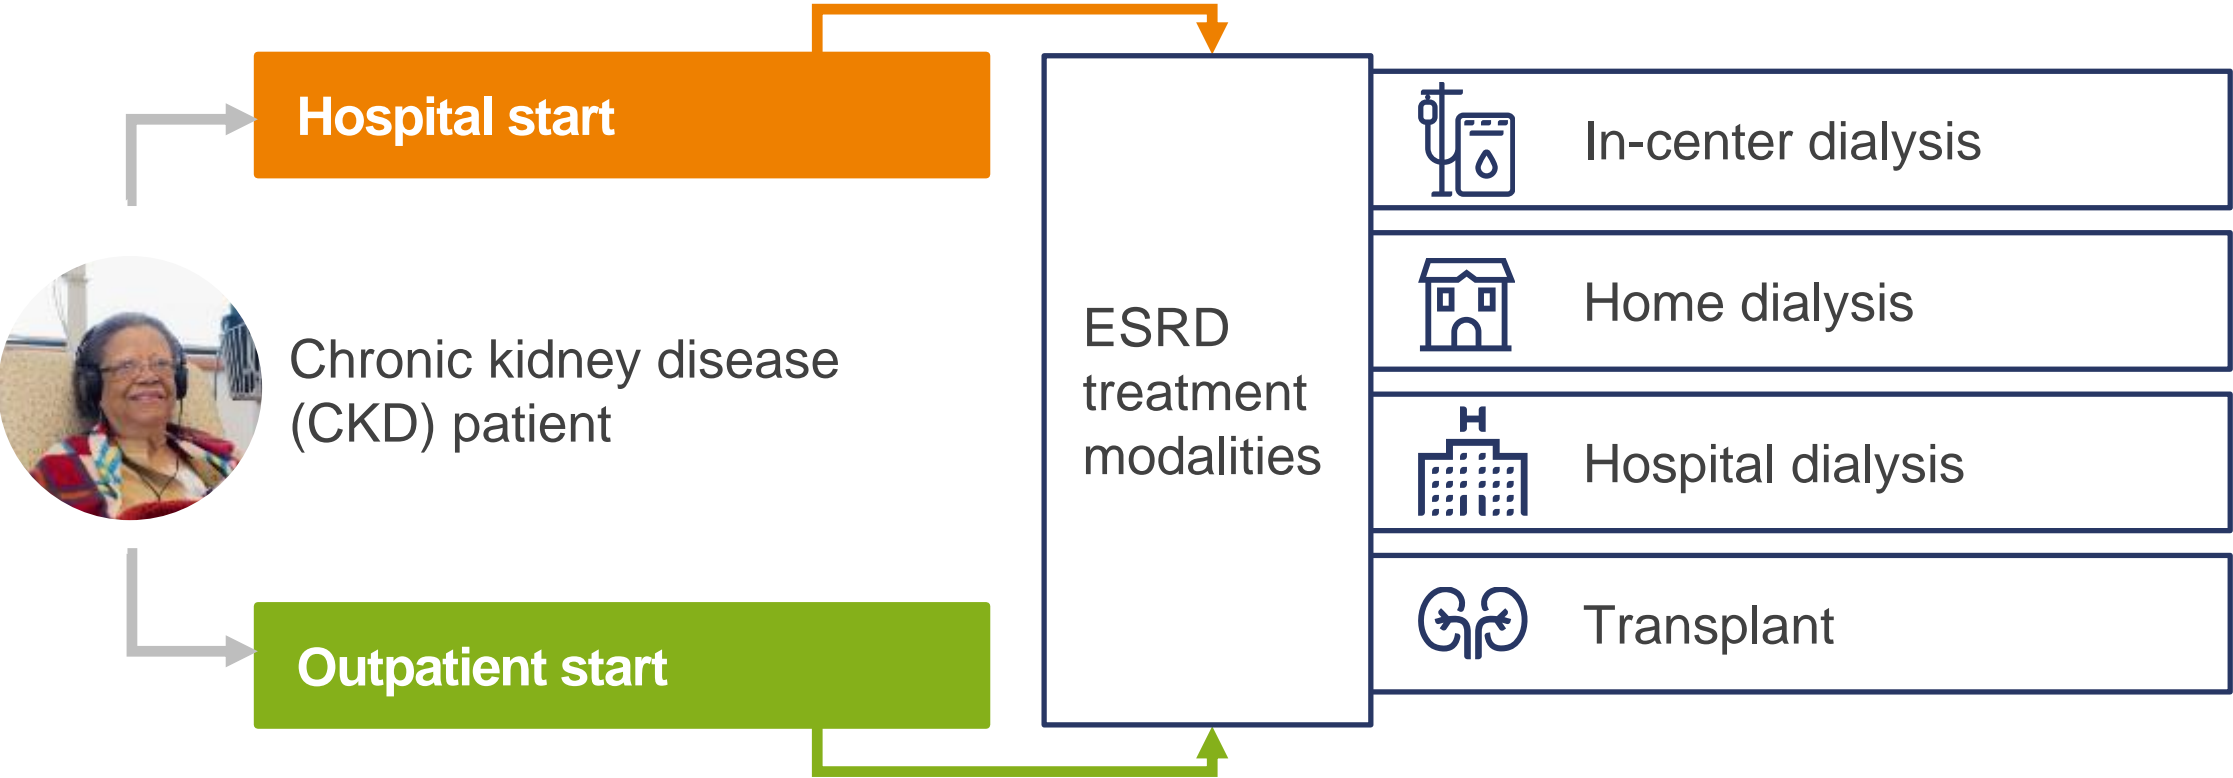 Hospital start
Chronic kidney disease
(CKD) patient
Outpatient start
ESRD
treatment
modalities
In-center dialysis
Home dialysis
H
Hospital dialysis
Transplant